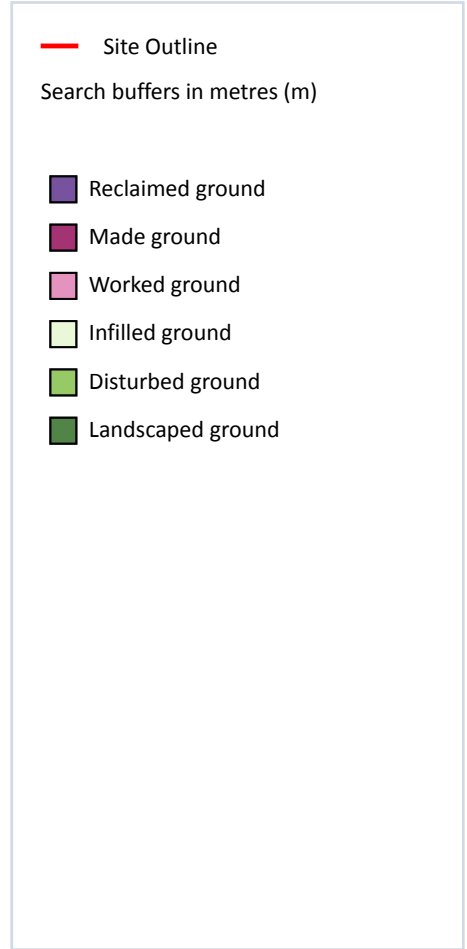 Site Outline
Search buffers in metres (m)
Reclaimed ground
Made ground
Worked ground
Infilled ground
Disturbed ground
Landscaped ground